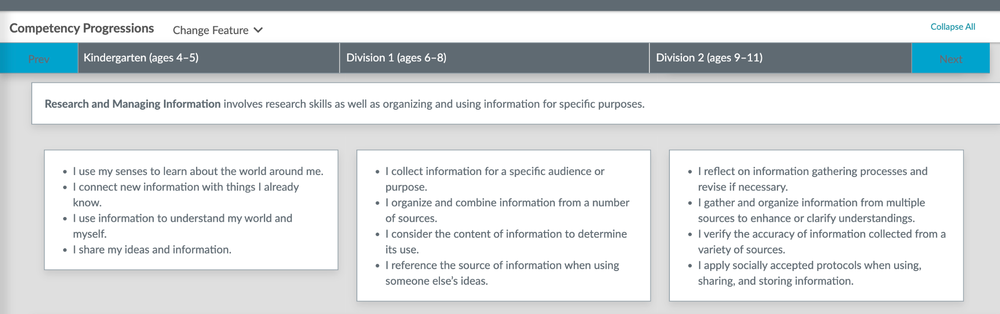 Competency Progressions Change Feature Collapse All
Prev Kindergarten (ages 4–5) Division 1 (ages 6–8) Division 2 (ages 9–11) Next
Research and Managing Information involves research skills as well as organizing and using information for specific purposes.
• I use my senses to learn about the world around me.
• I connect new information with things I already
know.
• I use information to understand my world and
myself.
• I share my ideas and information.
• I collect information for a specific audience or
purpose.
• I organize and combine information from a number
of sources.
• I consider the content of information to determine
its use.
• I reference the source of information when using
someone else’s ideas.
• I reflect on information gathering processes and
revise if necessary.
• I gather and organize information from multiple
sources to enhance or clarify understandings.
• I verify the accuracy of information collected from a
variety of sources.
• I apply socially accepted protocols when using,
sharing, and storing information.